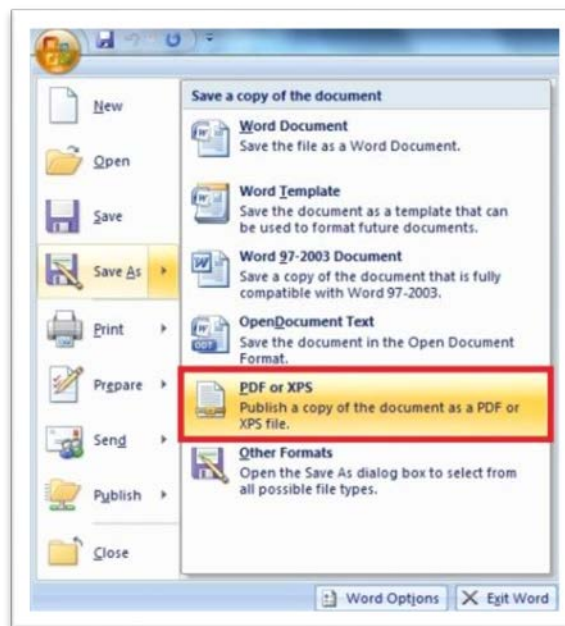 New
Open
Save
Save As
Print
Prepare
Send
Publish
Close
Save a copy of the document
Word Document
Save the file as a Word Document.
Word Template
Save the document as a template that can
be used to format future documents.
Word 97-2003 Document
Save a copy of the document that is fully
compatible with Word 97-2003.
OpenDocument Text
Save the document in the Open Document
Format.
PDF or XPS
Publish a copy of the document as a PDF or
XPS file.
Other Formats
Open the Save As dialog box to select from
all possible file types.
Word Options
Exit Word